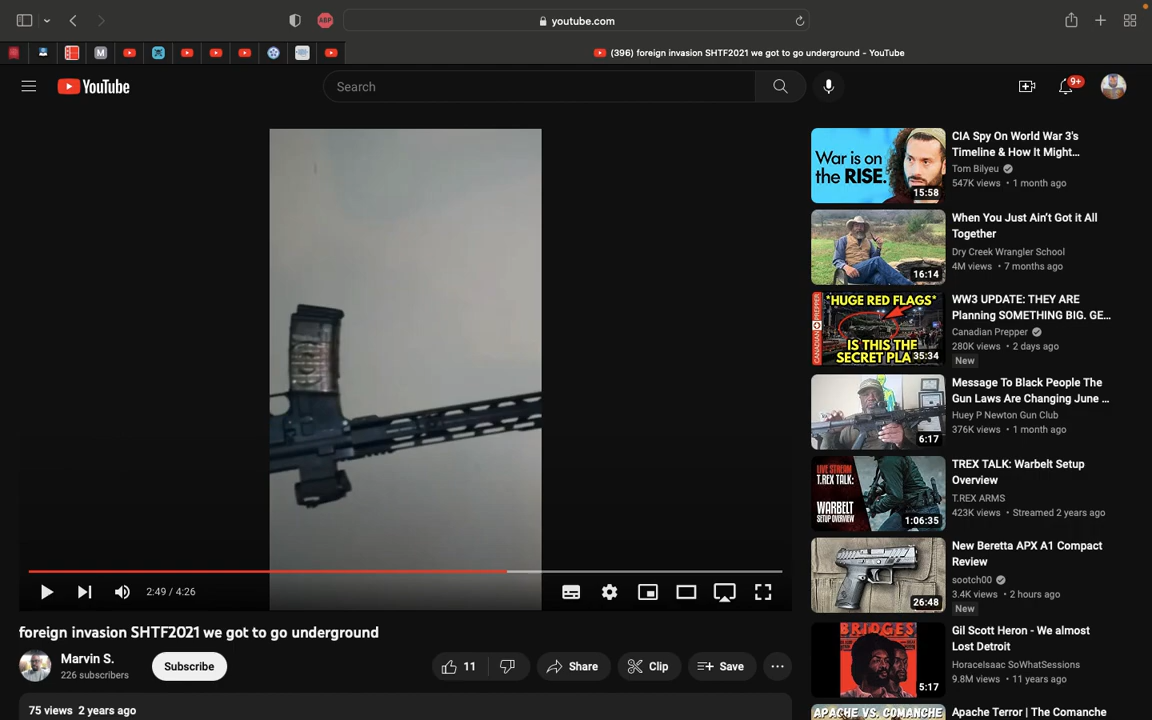 youtube.com
(396) foreign invasion SHTF2021 we got to go underground - YouTube
YouTube
Search
9+
2:49 / 4:26
foreign invasion SHTF2021 we got to go underground
Marvin S.
226 subscribers
Subscribe
11
Share
Clip
Save
75 views 2 years ago
War is on
the RISE.
15:58
CIA Spy On World War 3's
Timeline & How It Might...
Tom Bilyeu
547K views • 1 month ago
16:14
When You Just Ain't Got it All
Together
Dry Creek Wrangler School
4M views • 7 months ago
*HUGE RED FLAGS*
CANADIAN PREPPER
IS THIS THE
SECRET PLA
35:34
WW3 UPDATE: THEY ARE
Planning SOMETHING BIG. GE...
Canadian Prepper
280K views • 2 days ago
New
6:17
Message To Black People The
Gun Laws Are Changing June ...
Huey P Newton Gun Club
376K views • 1 month ago
LIVE STREAM
T.REX TALK:
WARBELT
SETUP OVERVIEW
1:06:35
TREX TALK: Warbelt Setup
Overview
T.REX ARMS
423K views • Streamed 2 years ago
26:48
New Beretta APX A1 Compact
Review
sootch00
3.4K views • 2 hours ago
New
BRIDGES
5:17
Gil Scott Heron - We almost
Lost Detroit
HoraceIsaac SoWhatSessions
9.8M views • 11 years ago
APACHE VS. COMANCHE
Apache Terror | The Comanche